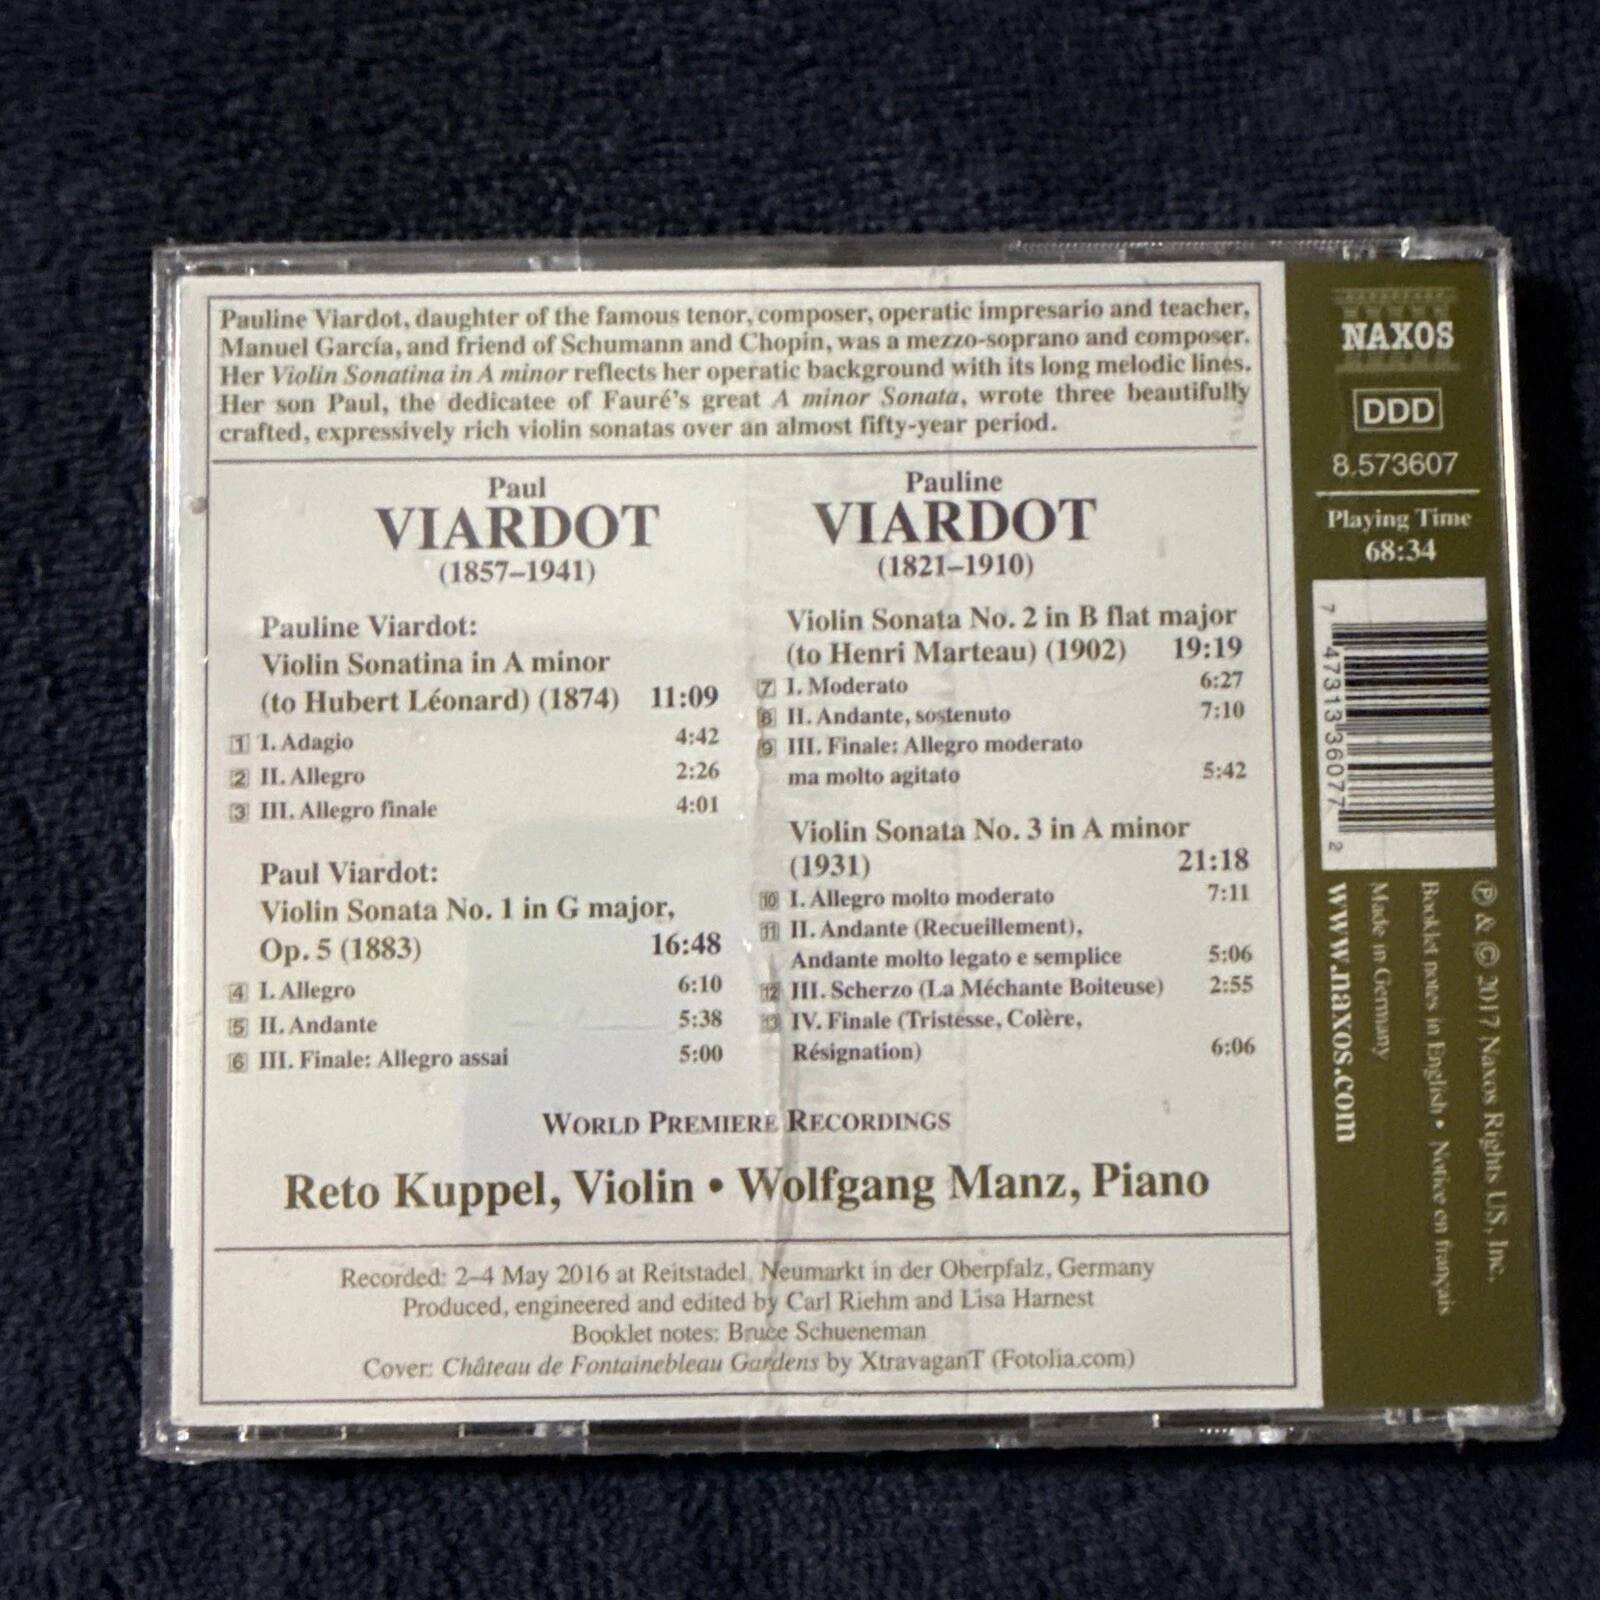 Pauline Viardot, daughter of the famous tenor, composer, operatic impresario and teacher,
Manuel García, and friend of Schumann and Chopin, was a mezzo-soprano and composer.
Her Violin Sonatina in A minor reflects her operatic background with its long melodic lines.
Her son Paul, the dedicatee of Fauré's great A minor Sonata, wrote three beautifully
crafted, expressively rich violin sonatas over an almost fifty-year period.
Paul
VIARDOT
(1857–1941)
Pauline Viardot:
Violin Sonatina in A minor
(to Hubert Léonard) (1874) 11:09
1 I. Adagio 4:42
2 II. Allegro 2:26
3 III. Allegro finale 4:01
Paul Viardot:
Violin Sonata No. 1 in G major,
Op. 5 (1883) 16:48
4 I. Allegro 6:10
5 II. Andante 5:38
6 III. Finale: Allegro assai 5:00
Pauline
VIARDOT
(1821–1910)
Violin Sonata No. 2 in B flat major
(to Henri Marteau) (1902) 19:19
7 I. Moderato 6:27
8 II. Andante, sostenuto 7:10
9 III. Finale: Allegro moderato
ma molto agitato 5:42
Violin Sonata No. 3 in A minor
(1931) 21:18
10 I. Allegro molto moderato 7:11
11 II. Andante (Recueillement),
Andante molto legato e semplice 5:06
12 III. Scherzo (La Méchante Boiteuse) 2:55
13 IV. Finale (Tristesse, Colère,
Résignation) 6:06
WORLD PREMIERE RECORDINGS
Reto Kuppel, Violin • Wolfgang Manz, Piano
Recorded: 2–4 May 2016 at Reitstadel, Neumarkt in der Oberpfalz, Germany
Produced, engineered and edited by Carl Riehm and Lisa Harnest
Booklet notes: Bruce Schueneman
Cover: Château de Fontainebleau Gardens by XtravaganT (Fotolia.com)
NAXOS
DDD
8.573607
Playing Time
68:34
7 47313 36077 2
℗ & © 2017 Naxos Rights US, Inc.
Booklet notes in English • Notice en français
Made in Germany
www.naxos.com